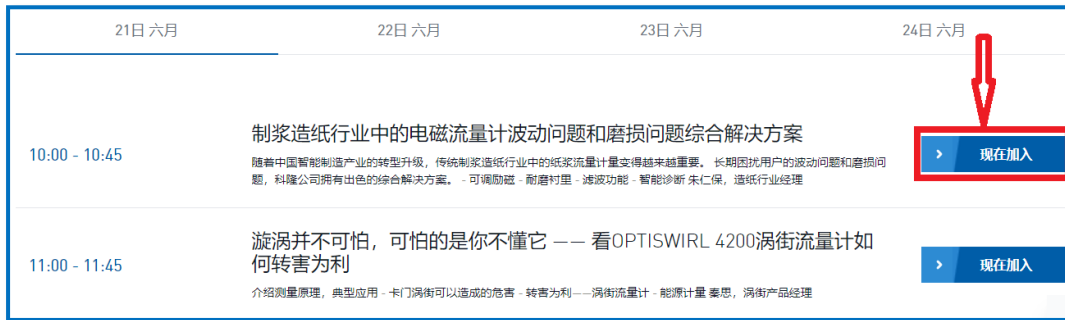 21日 六月
22日 六月
23日 六月
24日 六月
制浆造纸行业中的电磁流量计波动问题和磨损问题综合解决方案
10:00 - 10:45
随着中国智能制造产业的转型升级，传统制浆造纸行业中的纸浆流量计量变得越来越重要。 长期困扰用户的波动问题和磨损问
题，科隆公司拥有出色的综合解决方案。 - 可调励磁 - 耐磨衬里 - 滤波功能 - 智能诊断 朱仁保，造纸行业经理
现在加入
漩涡并不可怕，可怕的是你不懂它 —— 看OPTISWIRL 4200涡街流量计如
何转害为利
11:00 - 11:45
介绍测量原理，典型应用 - 卡门涡街可以造成的危害 - 转害为利——涡街流量计 - 能源计量 秦思，涡街产品经理
现在加入